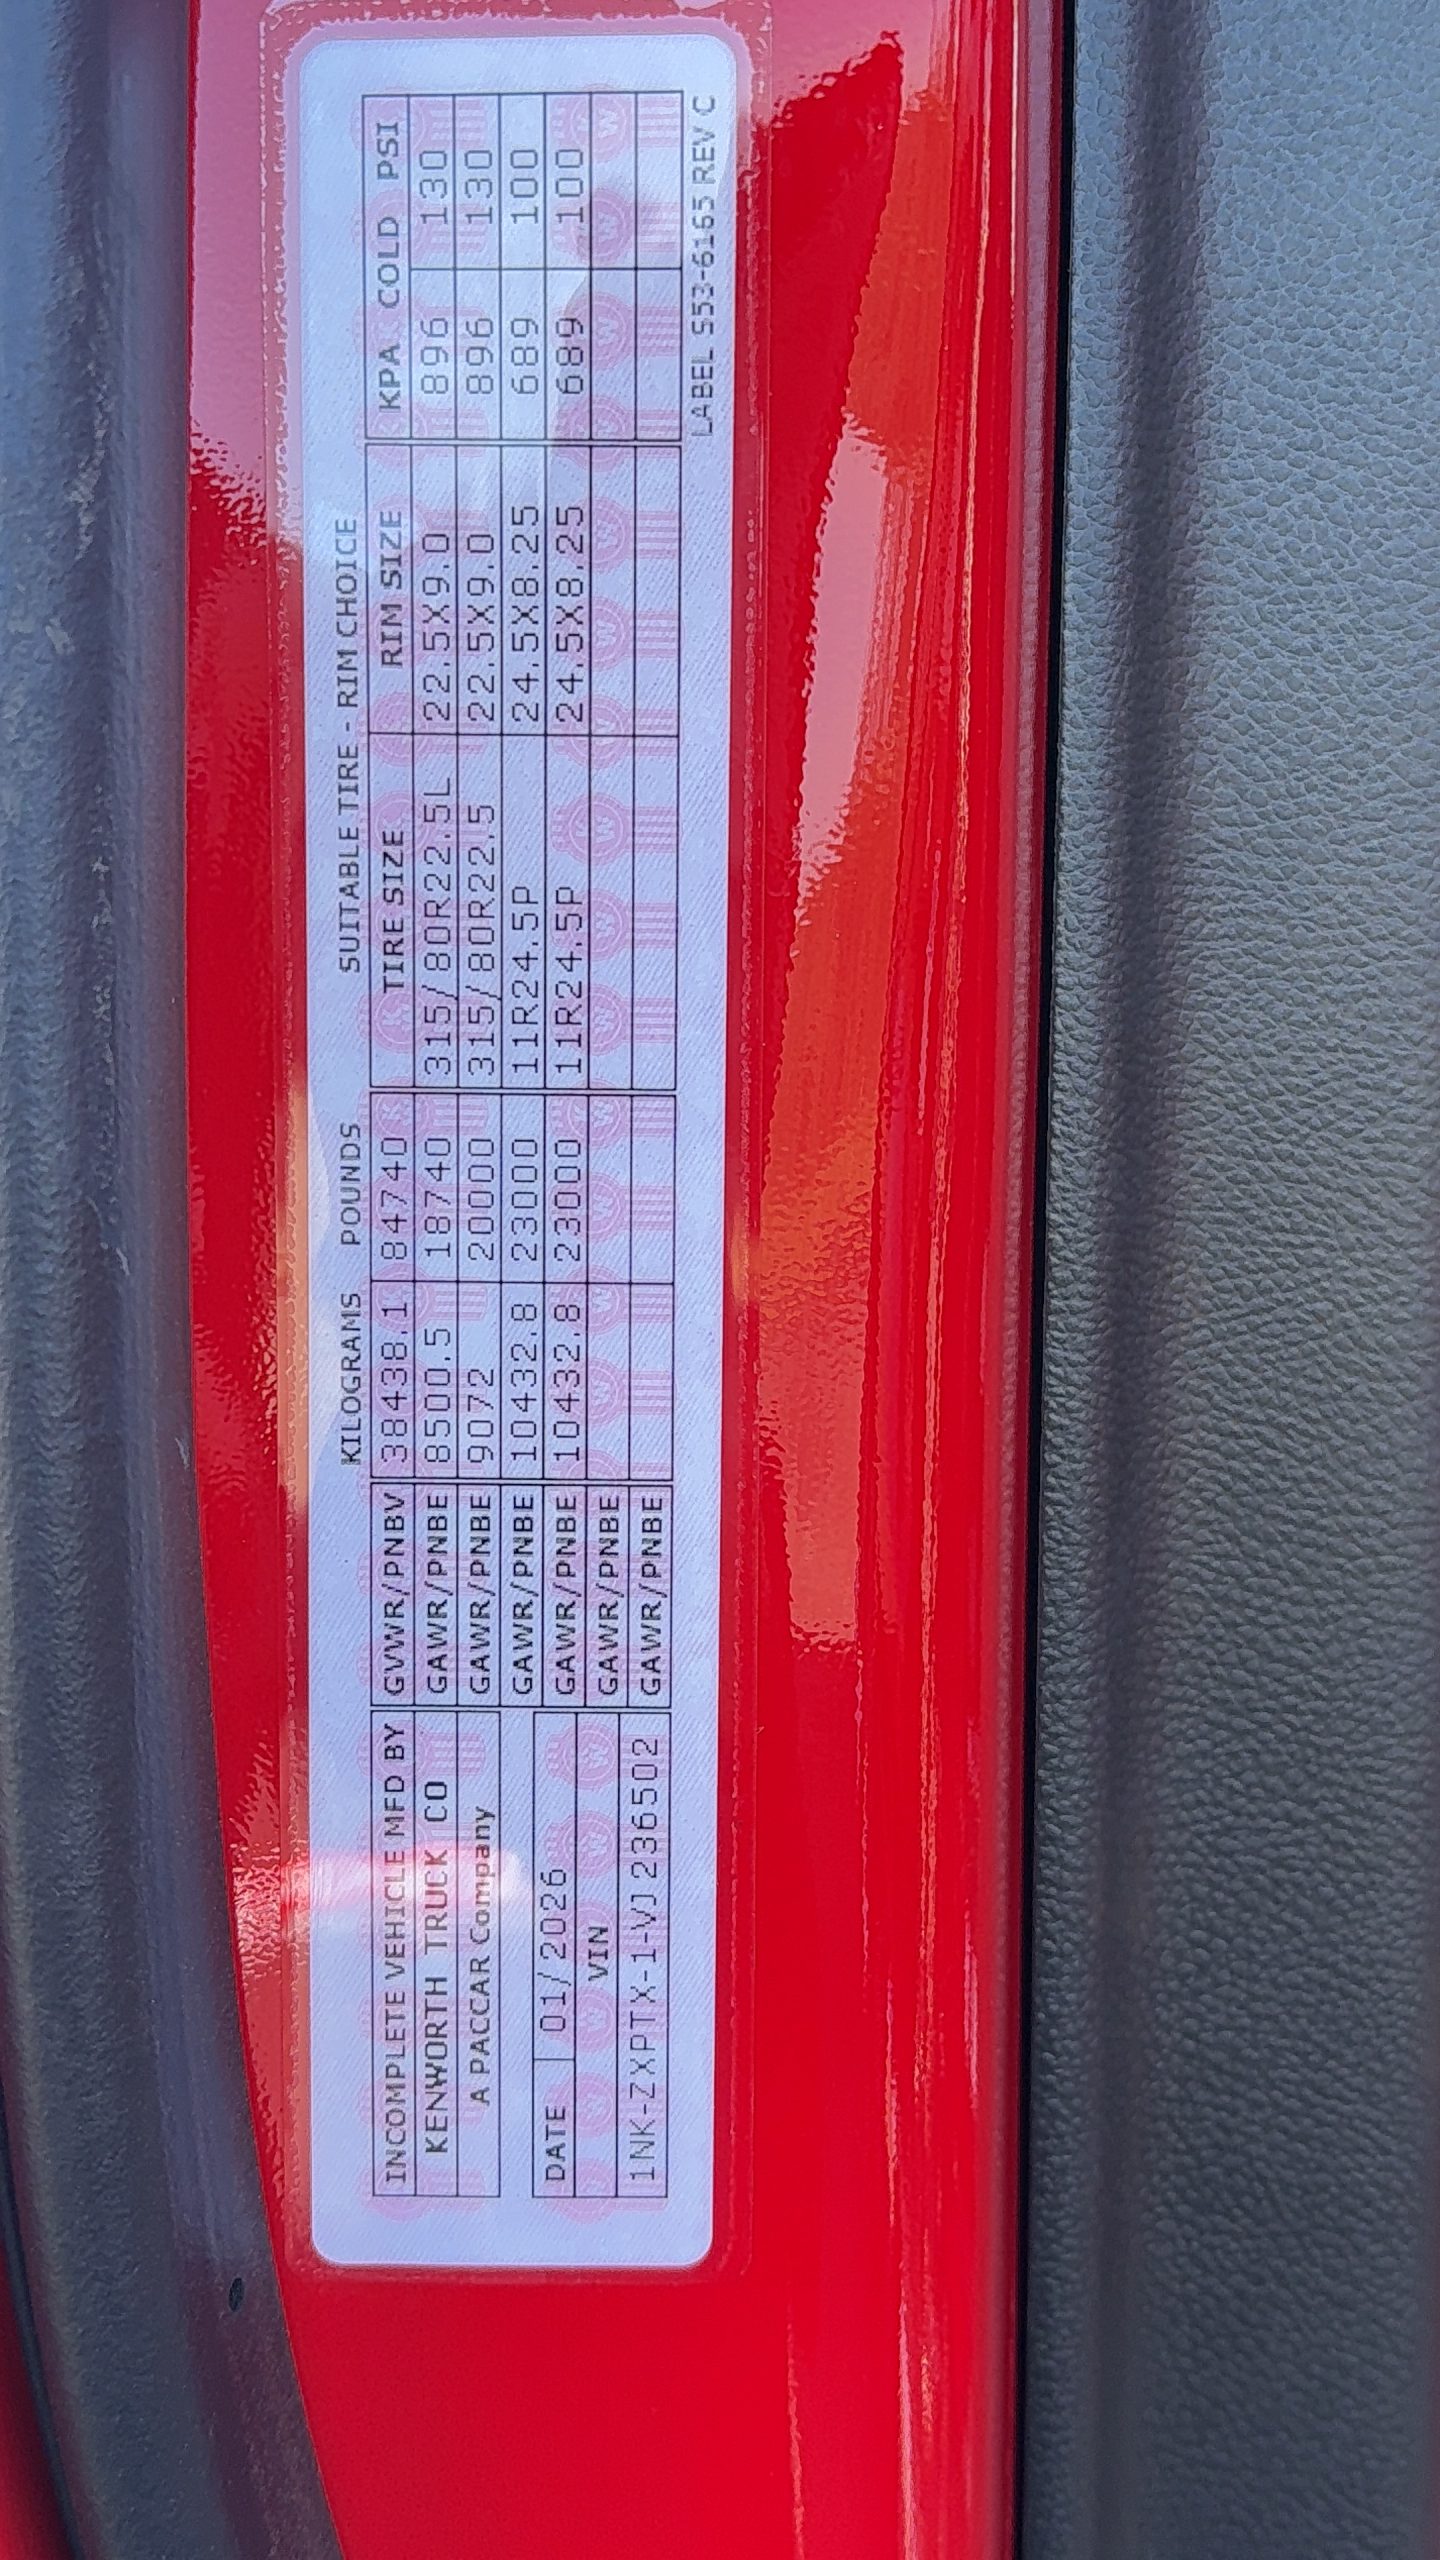 KILOGRAMS POUNDS SUITABLE TIRE - RIM CHOICE
INCOMPLETE VEHICLE MFD BY GVWR/PNBV 38438.1 84740 TIRE SIZE RIM SIZE KPA COLD PSI
KENWORTH TRUCK CO GAWR/PNBE 8500.5 18740 315/80R22.5L 22.5X9.0 896 130
A PACCAR Company GAWR/PNBE 9072 20000 315/80R22.5 22.5X9.0 896 130
GAWR/PNBE 10432.8 23000 11R24.5P 24.5X8.25 689 100
DATE 01/2026 GAWR/PNBE 10432.8 23000 11R24.5P 24.5X8.25 689 100
VIN GAWR/PNBE
1NK-ZXPTX-1-VJ236502 GAWR/PNBE
LABEL S53-6165 REV C